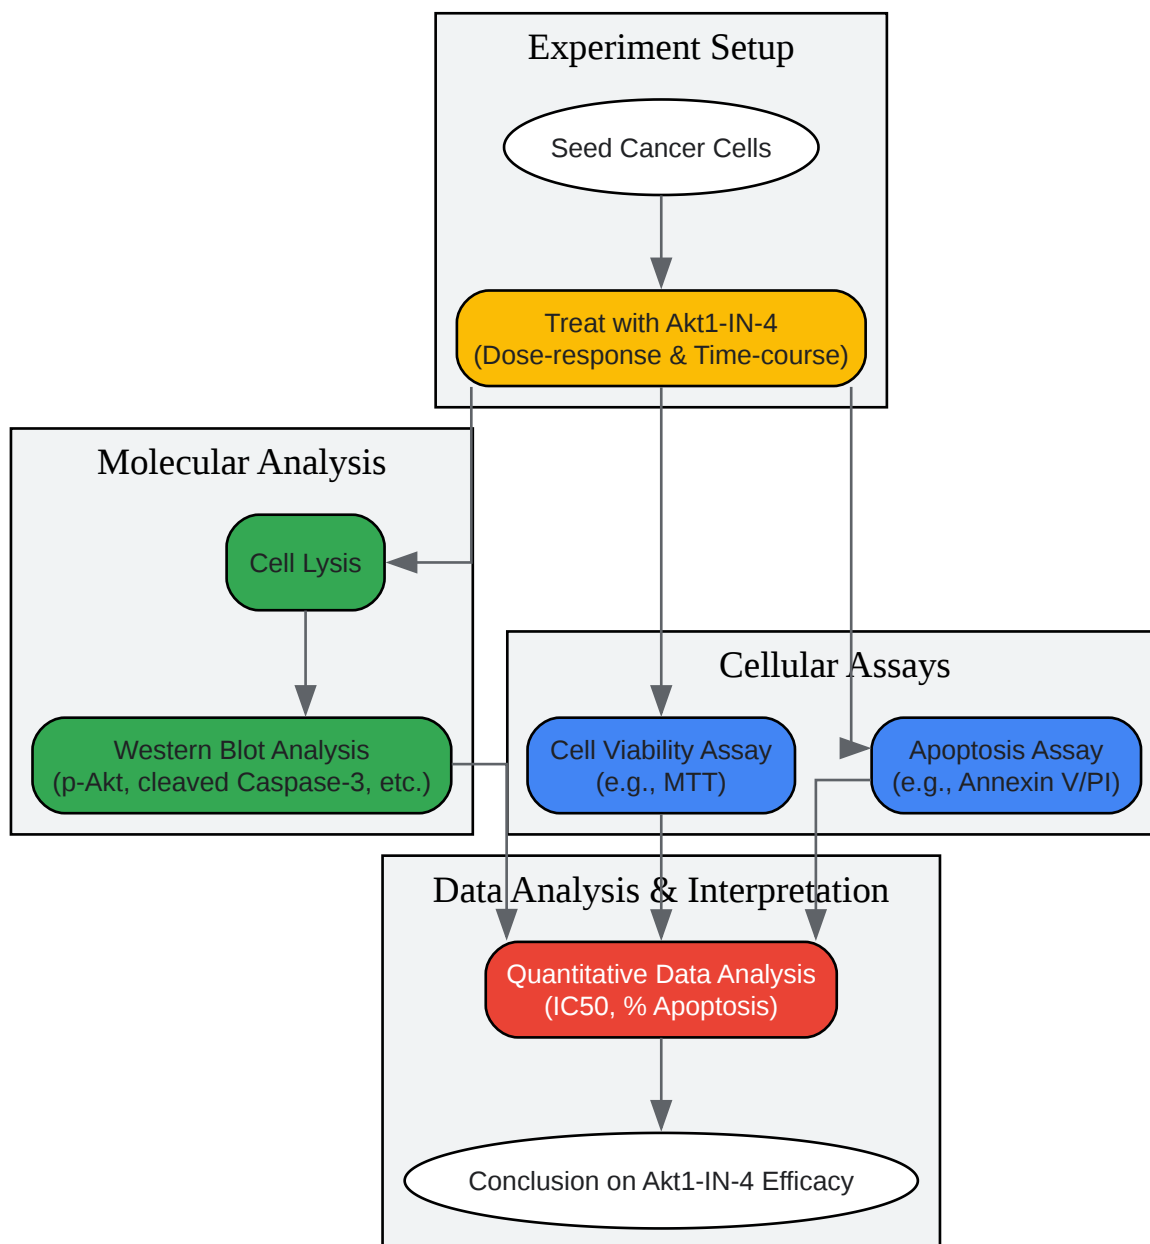 Experiment Setup
Seed Cancer Cells
Treat with Akt1-IN-4
(Dose-response & Time-course)
Molecular Analysis
Cell Lysis
Western Blot Analysis
(p-Akt, cleaved Caspase-3, etc.)
Cellular Assays
Cell Viability Assay
(e.g., MTT)
Apoptosis Assay
(e.g., Annexin V/PI)
Data Analysis & Interpretation
Quantitative Data Analysis
(IC50, % Apoptosis)
Conclusion on Akt1-IN-4 Efficacy